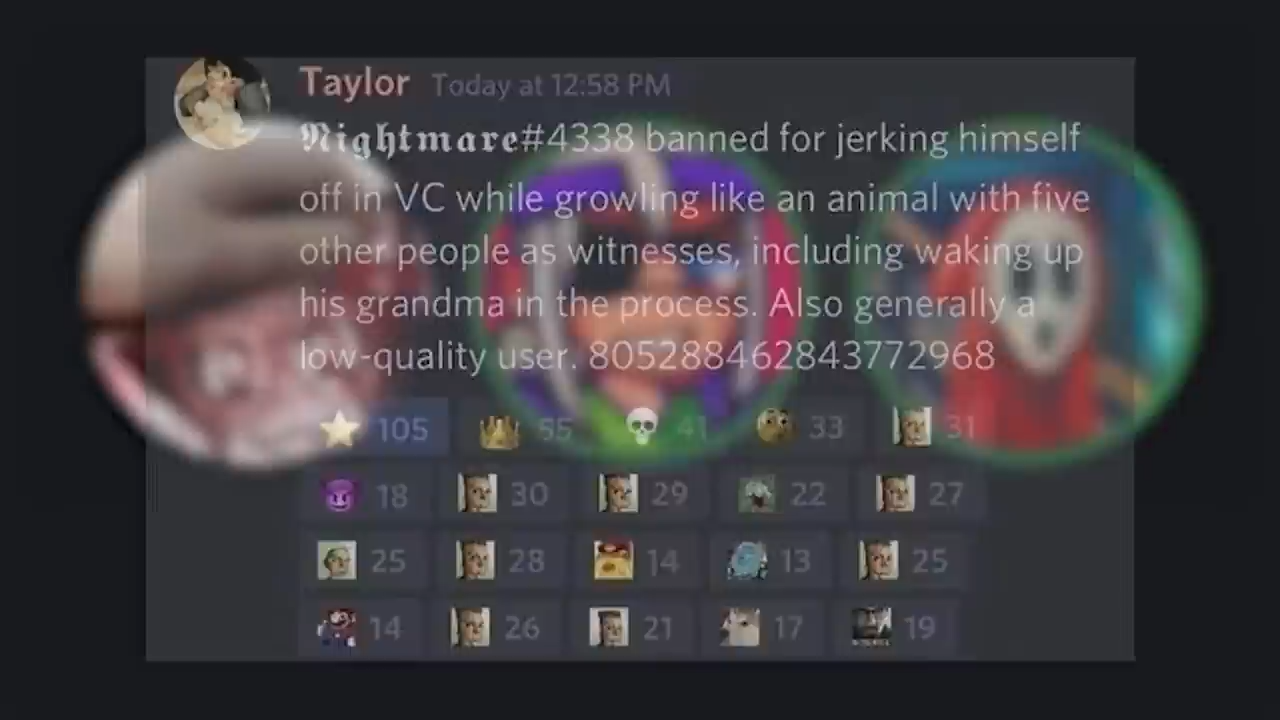 Taylor Today at 12:58 PM
𝕹𝖎𝖌𝖍𝖙𝖒𝖆𝖗𝖊#4338 banned for jerking himself
off in VC while growling like an animal with five
other people as witnesses, including waking up
his grandma in the process. Also generally a
low-quality user. 805288462843772968
105 55 41 33 31
18 30 29 22 27
25 28 14 13 25
14 26 21 17 19